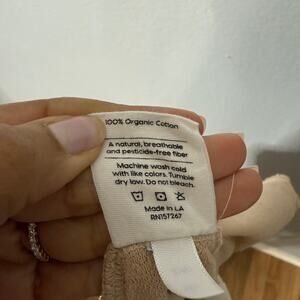 100% Organic Cotton
A natural, breathable
and pesticide-free fiber
Machine wash cold
with like colors. Tumble
dry low. Do not bleach.
Made in LA
RN157267